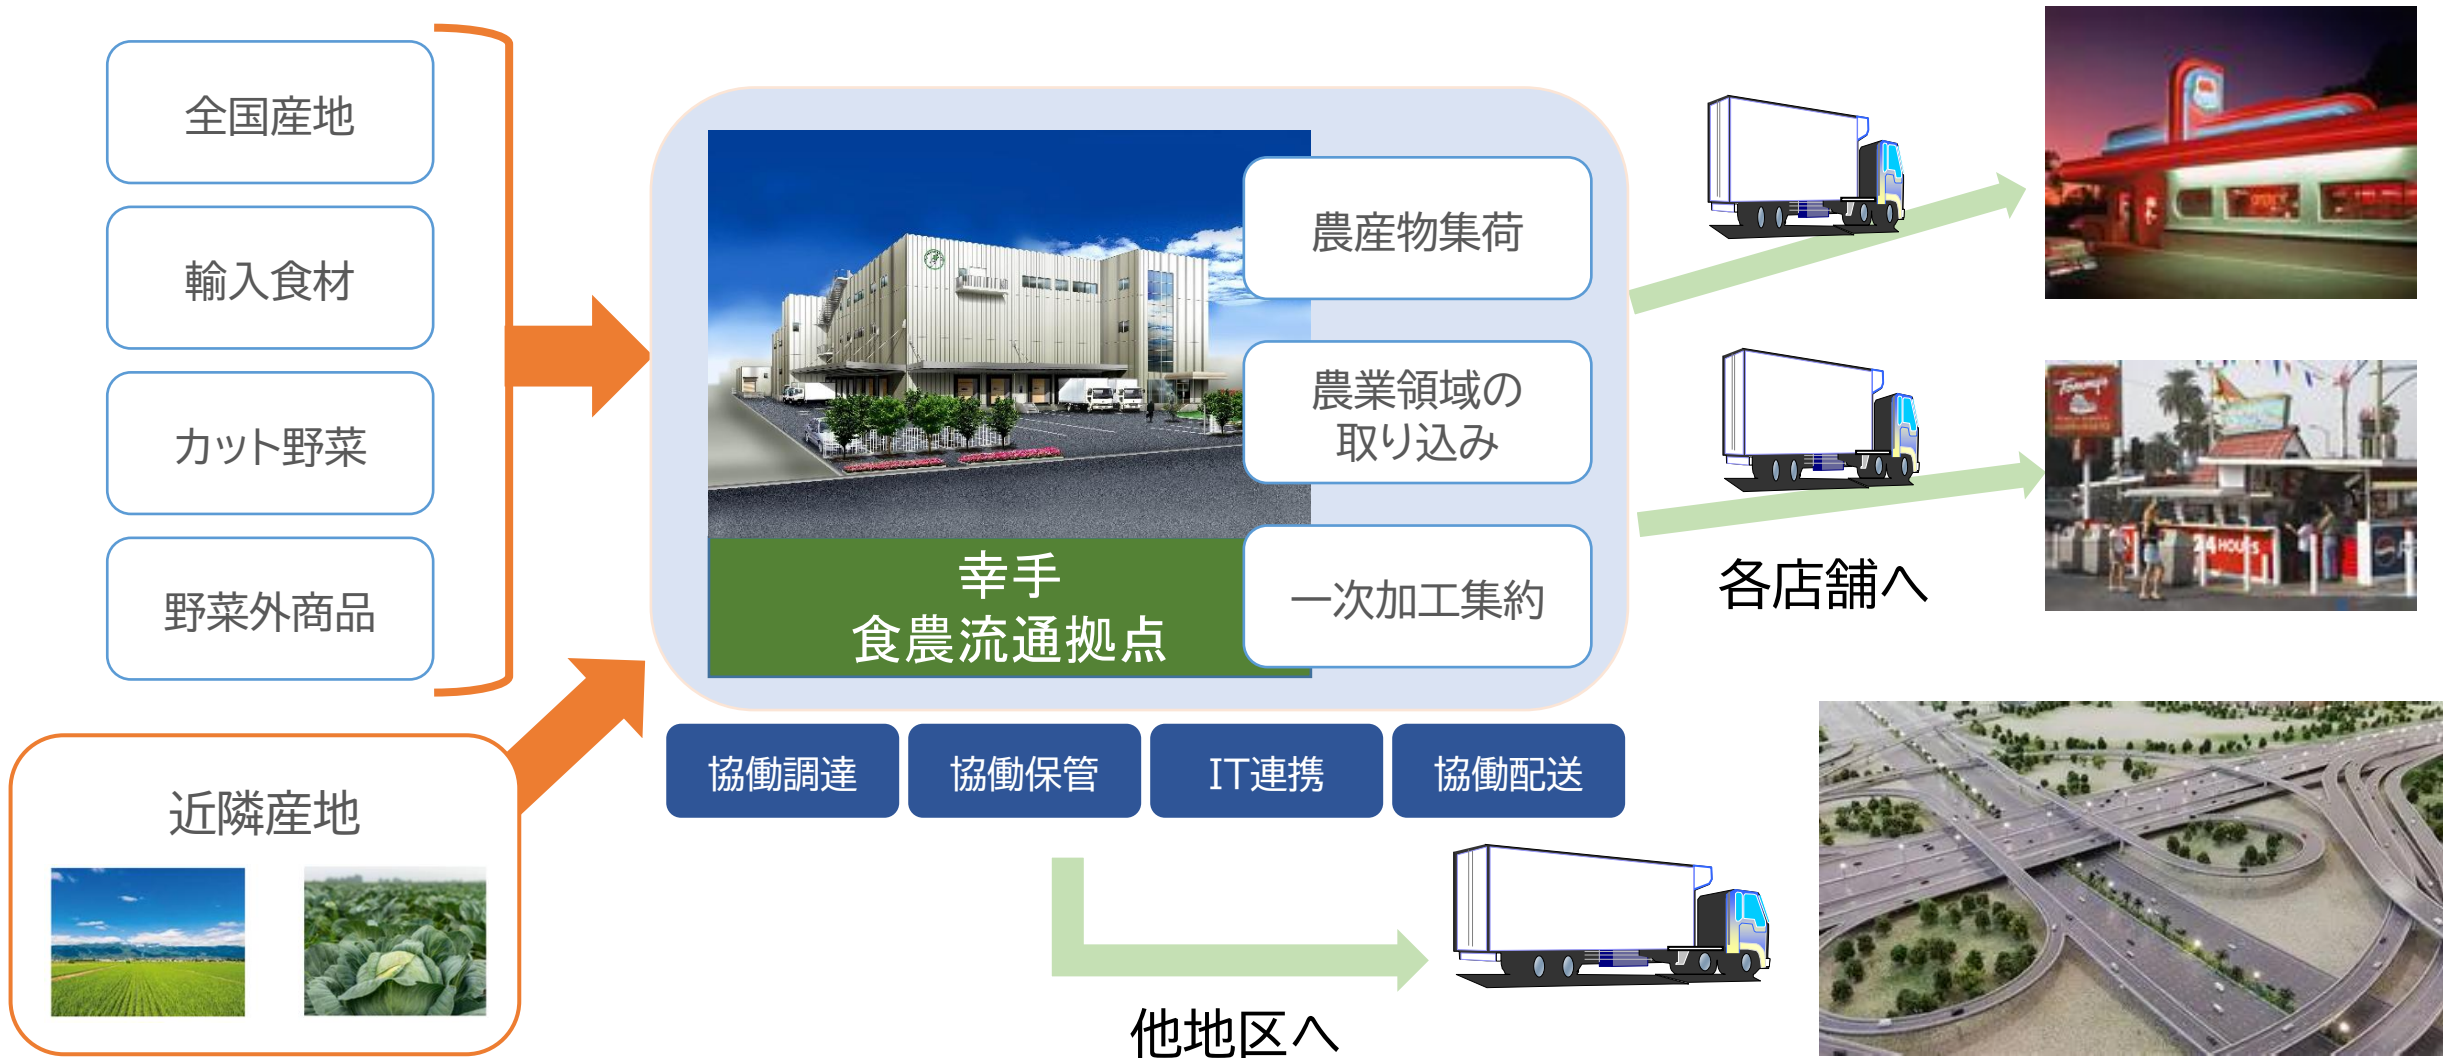 全国産地
輸入食材
カット野菜
野菜外商品
近隣産地
農産物集荷
農業領域の
取り込み
一次加工集約
幸手
食農流通拠点
協働調達
協働保管
IT連携
協働配送
各店舗へ
他地区へ
Tommy's
24 HOURS